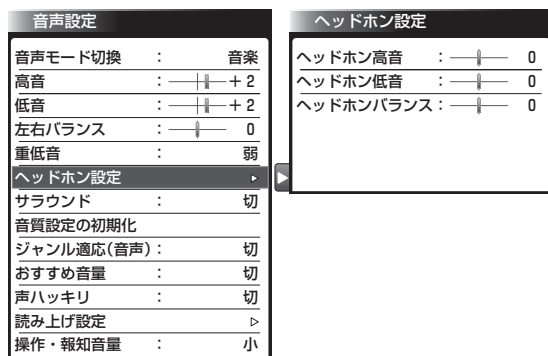 音声設定
音声モード切換 : 音楽
高音 : +2
低音 : +2
左右バランス : 0
重低音 : 弱
ヘッドホン設定
サラウンド : 切
音質設定の初期化
ジャンル適応(音声) : 切
おすすめ音量 : 切
声ハッキリ : 切
読み上げ設定
操作・報知音量 : 小
ヘッドホン設定
ヘッドホン高音 : 0
ヘッドホン低音 : 0
ヘッドホンバランス : 0